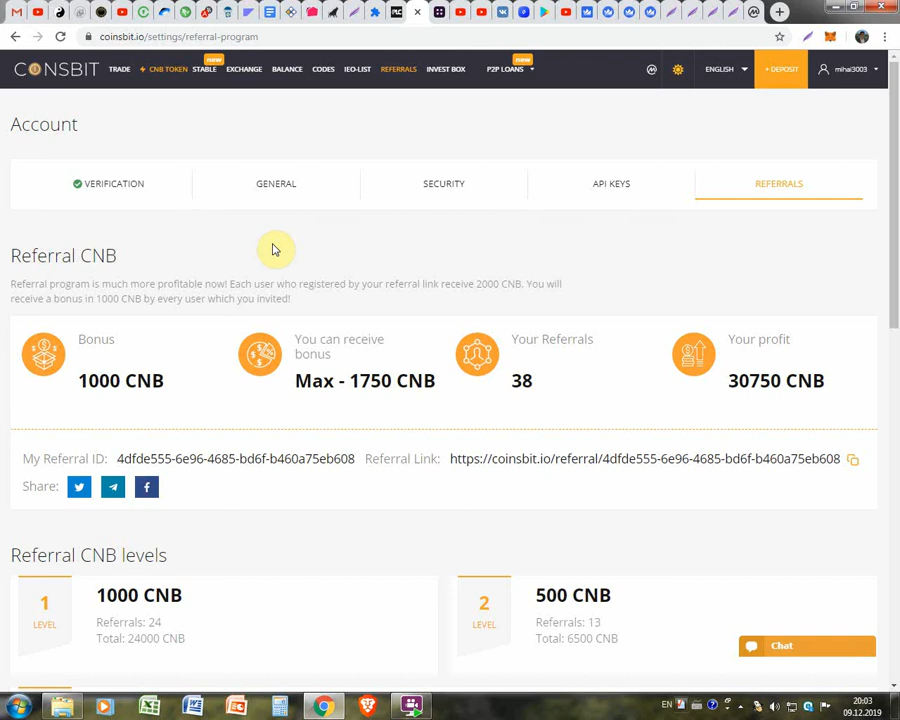 coinsbit.io/settings/referral-program
COINSBIT
TRADE
CNB TOKEN
STABLE
new
EXCHANGE
BALANCE
CODES
IEO-LIST
REFERRALS
INVEST BOX
P2P LOANS
new
ENGLISH
+ DEPOSIT
mihai3003
Account
VERIFICATION
GENERAL
SECURITY
API KEYS
REFERRALS
Referral CNB
Referral program is much more profitable now! Each user who registered by your referral link receive 2000 CNB. You will
receive a bonus in 1000 CNB by every user which you invited!
Bonus
1000 CNB
You can receive
bonus
Max - 1750 CNB
Your Referrals
38
Your profit
30750 CNB
My Referral ID: 4dfde555-6e96-4685-bd6f-b460a75eb608 Referral Link: https://coinsbit.io/referral/4dfde555-6e96-4685-bd6f-b460a75eb608
Share:
Referral CNB levels
1
LEVEL
1000 CNB
Referrals: 24
Total: 24000 CNB
2
LEVEL
500 CNB
Referrals: 13
Total: 6500 CNB
Chat
EN
20:03
09.12.2019